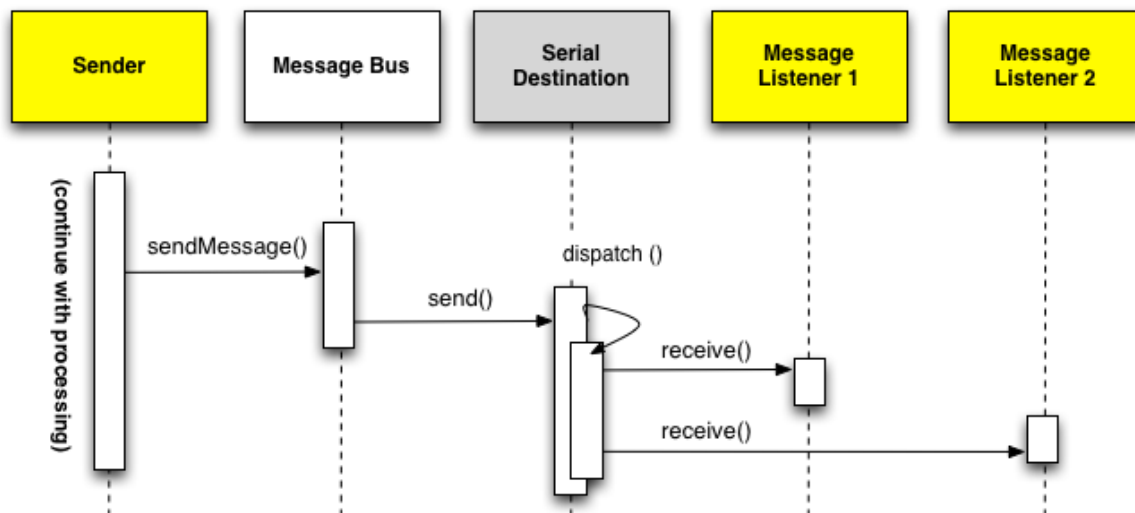 Sender
Message Bus
Serial
Destination
Message
Listener 1
Message
Listener 2
(continue with processing)
sendMessage()
dispatch ()
send()
receive()
receive()